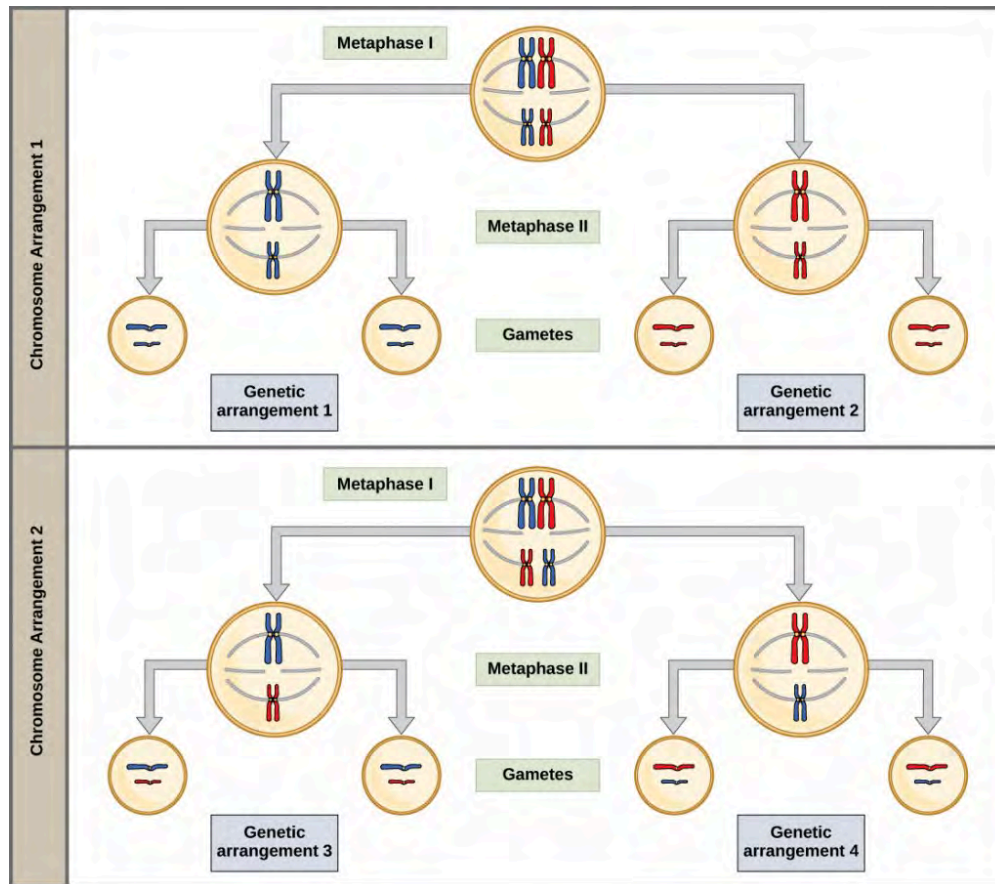 Chromosome Arrangement 1
Metaphase I
Metaphase II
Gametes
Genetic
arrangement 1
Genetic
arrangement 2
Chromosome Arrangement 2
Metaphase I
Metaphase II
Gametes
Genetic
arrangement 3
Genetic
arrangement 4